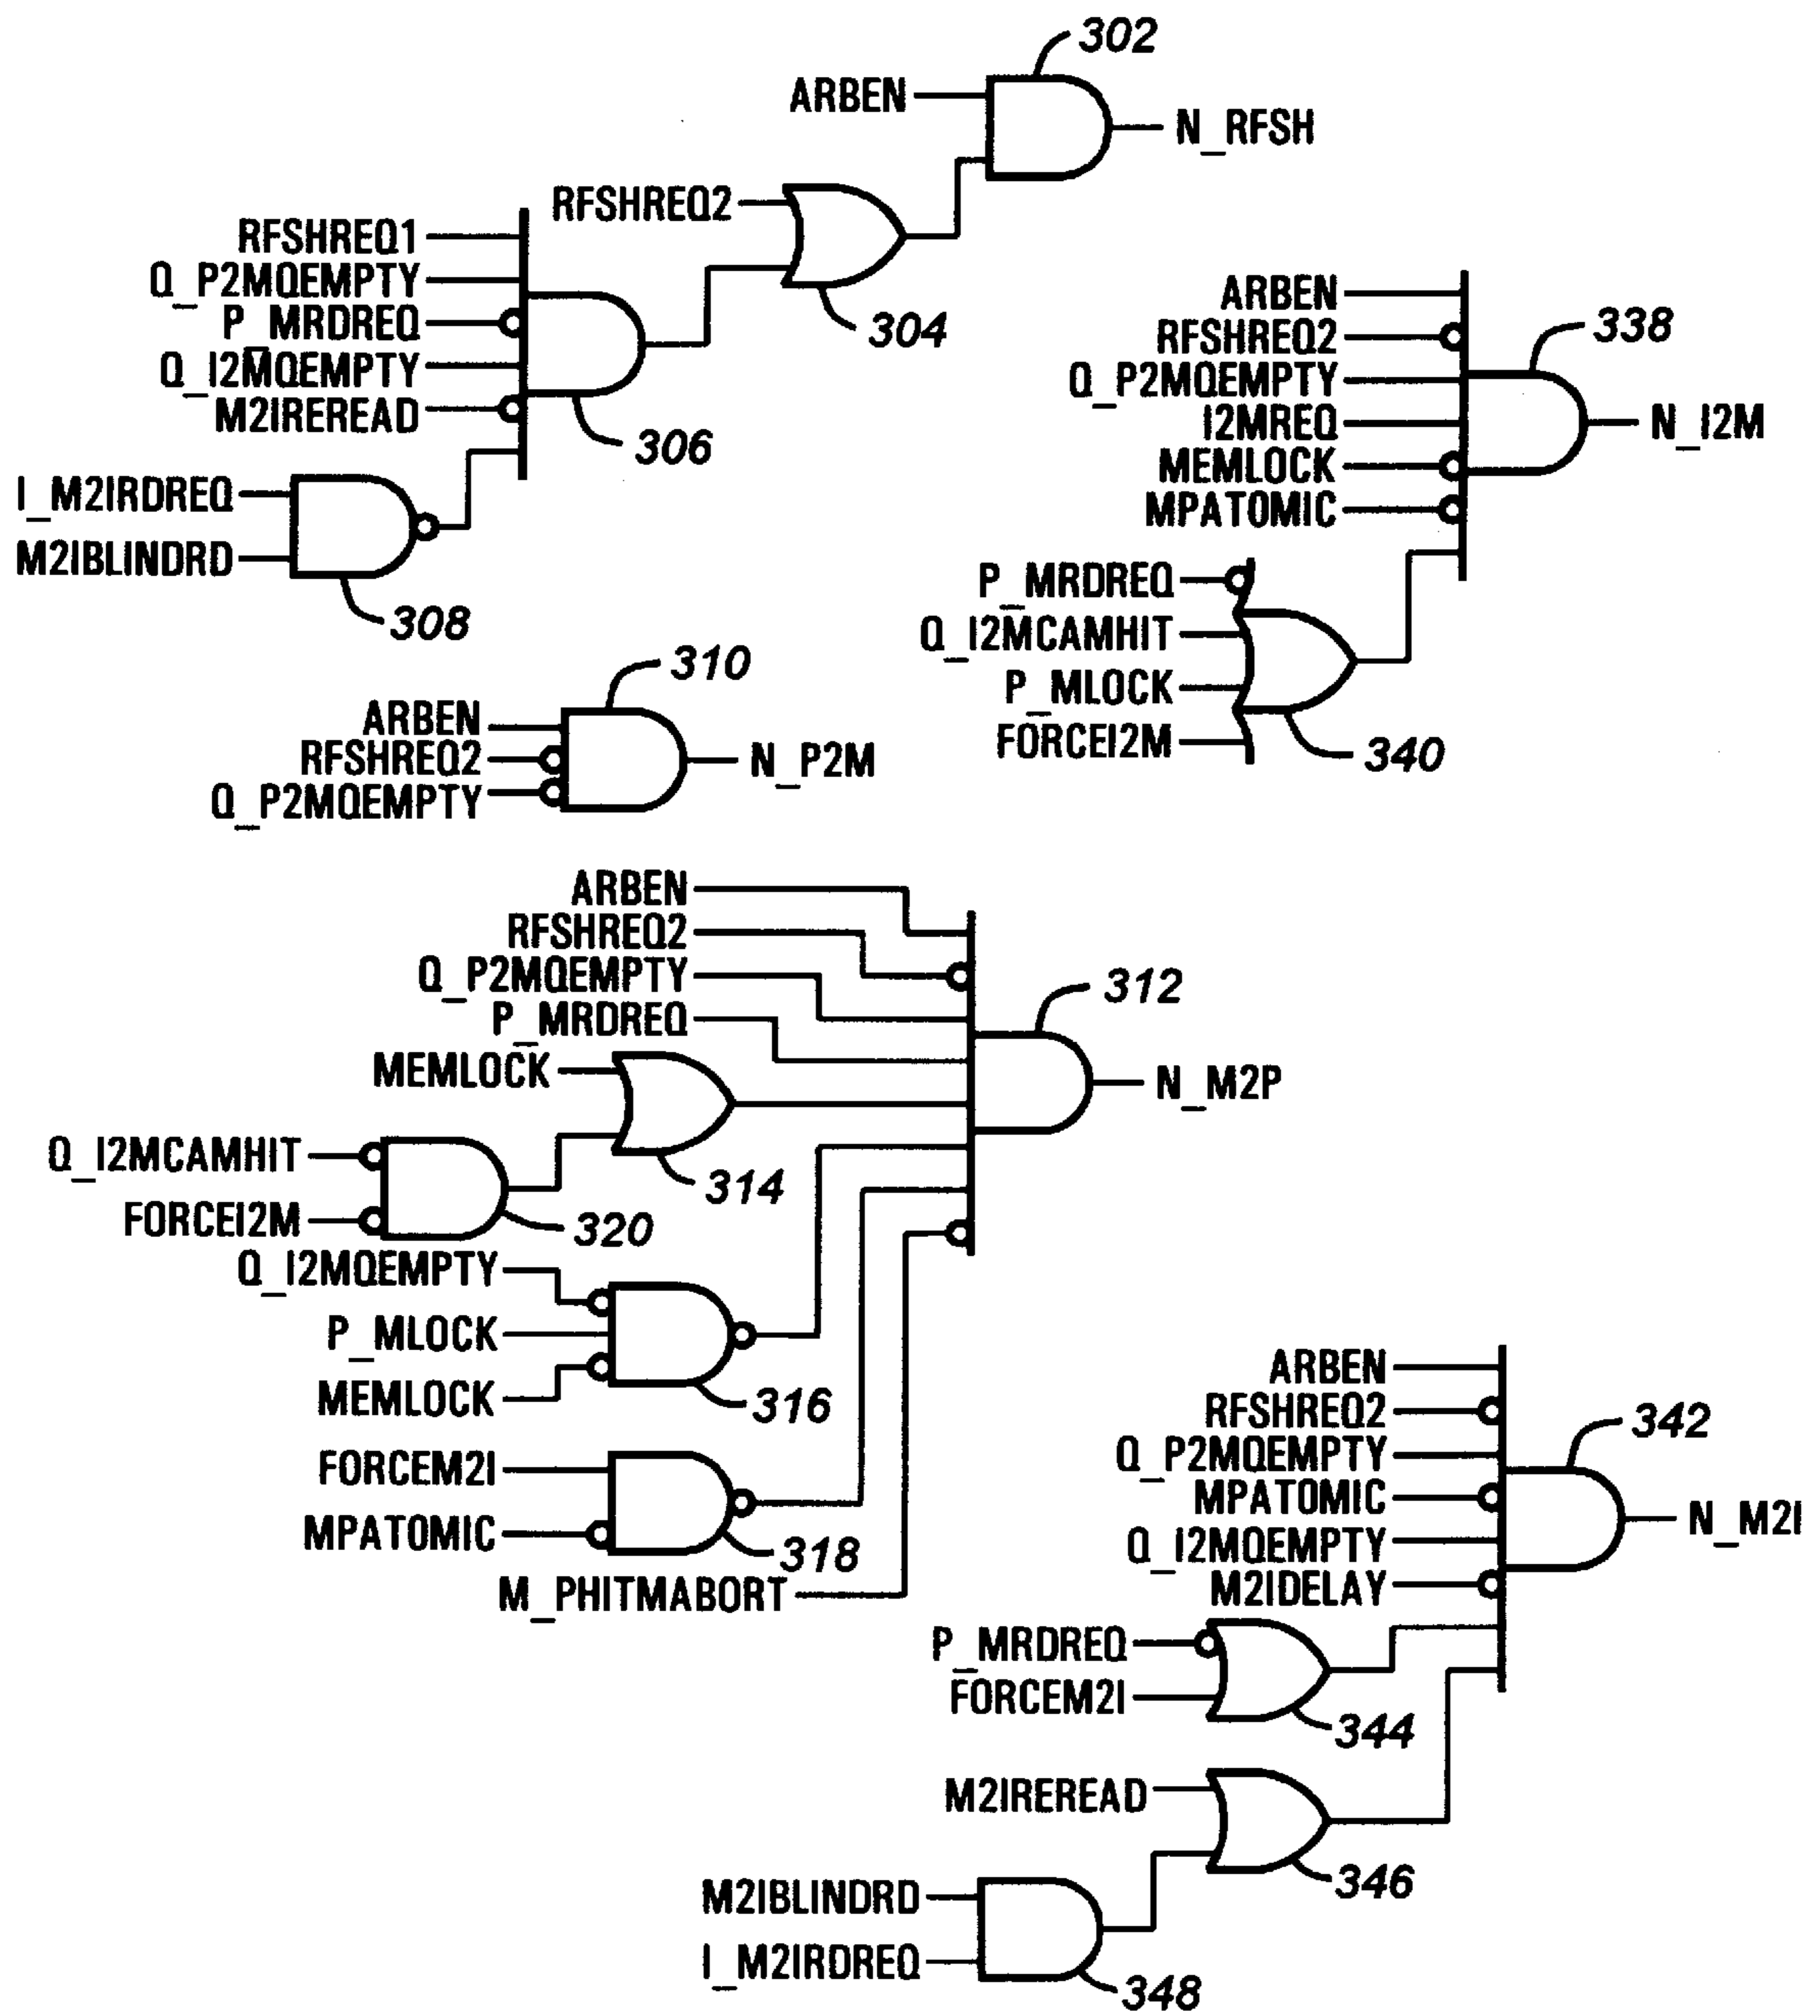 302
ARBEN
N_RFSH
RFSHREQ2
304
RFSHREQ1
Q_P2MQEMPTY
P_MRDREQ
Q_I2MQEMPTY
M2IREREAD
306
I_M2IRDREQ
M2IBLINDRD
308
ARBEN
RFSHREQ2
Q_P2MQEMPTY
I2MREQ
MEMLOCK
MPATOMIC
338
N_I2M
P_MRDREQ
Q_I2MCAMHIT
P_MLOCK
FORCEI2M
340
310
ARBEN
RFSHREQ2
Q_P2MQEMPTY
N_P2M
ARBEN
RFSHREQ2
Q_P2MQEMPTY
P_MRDREQ
312
N_M2P
MEMLOCK
314
Q_I2MCAMHIT
FORCEI2M
320
Q_I2MQEMPTY
P_MLOCK
MEMLOCK
316
FORCEM2I
MPATOMIC
318
M_PHITMABORT
ARBEN
RFSHREQ2
Q_P2MQEMPTY
MPATOMIC
Q_I2MQEMPTY
M2IDELAY
342
N_M2I
P_MRDREQ
FORCEM2I
344
M2IREREAD
346
M2IBLINDRD
I_M2IRDREQ
348